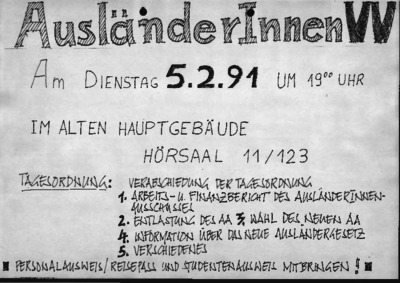 AusländerInnen VV
AM DIENSTAG 5.2.91 UM 19⁰⁰ UHR
IM ALTEN HAUPTGEBÄUDE
HÖRSAAL 11/123
TAGESORDNUNG: VERABSCHIEDUNG DER TAGESORDNUNG
1. ARBEITS- U. FINANZBERICHT DES AUSLÄNDERINNEN-
AUSSCHUSSES
2. ENTLASTUNG DES AA 3. WAHL DES NEUEN AA
4. INFORMATION ÜBER DAS NEUE AUSLÄNDERGESETZ
5. VERSCHIEDENES
PERSONALAUSWEIS/REISEPASS UND STUDENTENAUSWEIS MITBRINGEN!